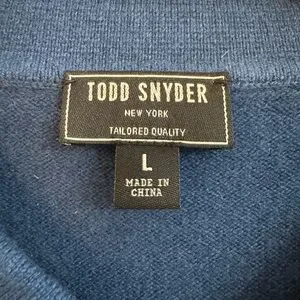 TODD SNYDER
NEW YORK
TAILORED QUALITY
L
MADE IN
CHINA